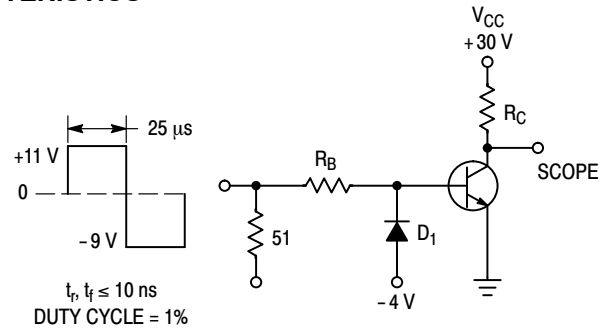 V_CC
+30 V
R_C
SCOPE
25 μs
+11 V
0
−9 V
R_B
51
D_1
−4 V
t_r, t_f ≤ 10 ns
DUTY CYCLE = 1%